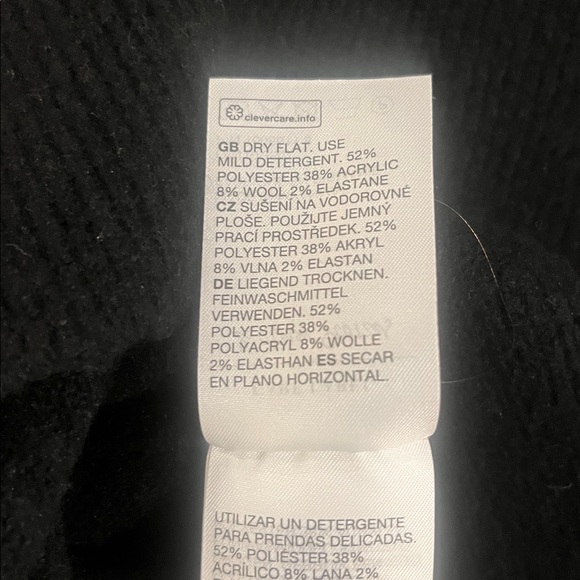 clevercare.info
GB DRY FLAT. USE
MILD DETERGENT. 52%
POLYESTER 38% ACRYLIC
8% WOOL 2% ELASTANE
CZ SUŠENÍ NA VODOROVNÉ
PLOŠE. POUŽIJTE JEMNÝ
PRACÍ PROSTŘEDEK. 52%
POLYESTER 38% AKRYL
8% VLNA 2% ELASTAN
DE LIEGEND TROCKNEN.
FEINWASCHMITTEL
VERWENDEN. 52%
POLYESTER 38%
POLYACRYL 8% WOLLE
2% ELASTHAN ES SECAR
EN PLANO HORIZONTAL.
UTILIZAR UN DETERGENTE
PARA PRENDAS DELICADAS.
52% POLIÉSTER 38%
ACRÍLICO 8% LANA 2%